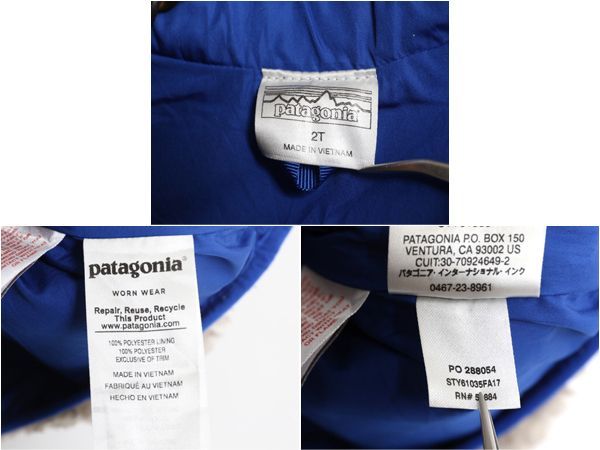 patagonia
2T
MADE IN VIETNAM
patagonia
WORN WEAR
Repair, Reuse, Recycle
This Product
www.patagonia.com
100% POLYESTER LINING
100% POLYESTER
EXCLUSIVE OF TRIM
MADE IN VIETNAM
FABRIQUÉ AU VIETNAM
HECHO EN VIETNAM
PATAGONIA P.O. BOX 150
VENTURA, CA 93002 US
CUIT:30-70924649-2
パタゴニア・インターナショナル・インク
0467-23-8961
PO 288054
STY61035FA17
RN#